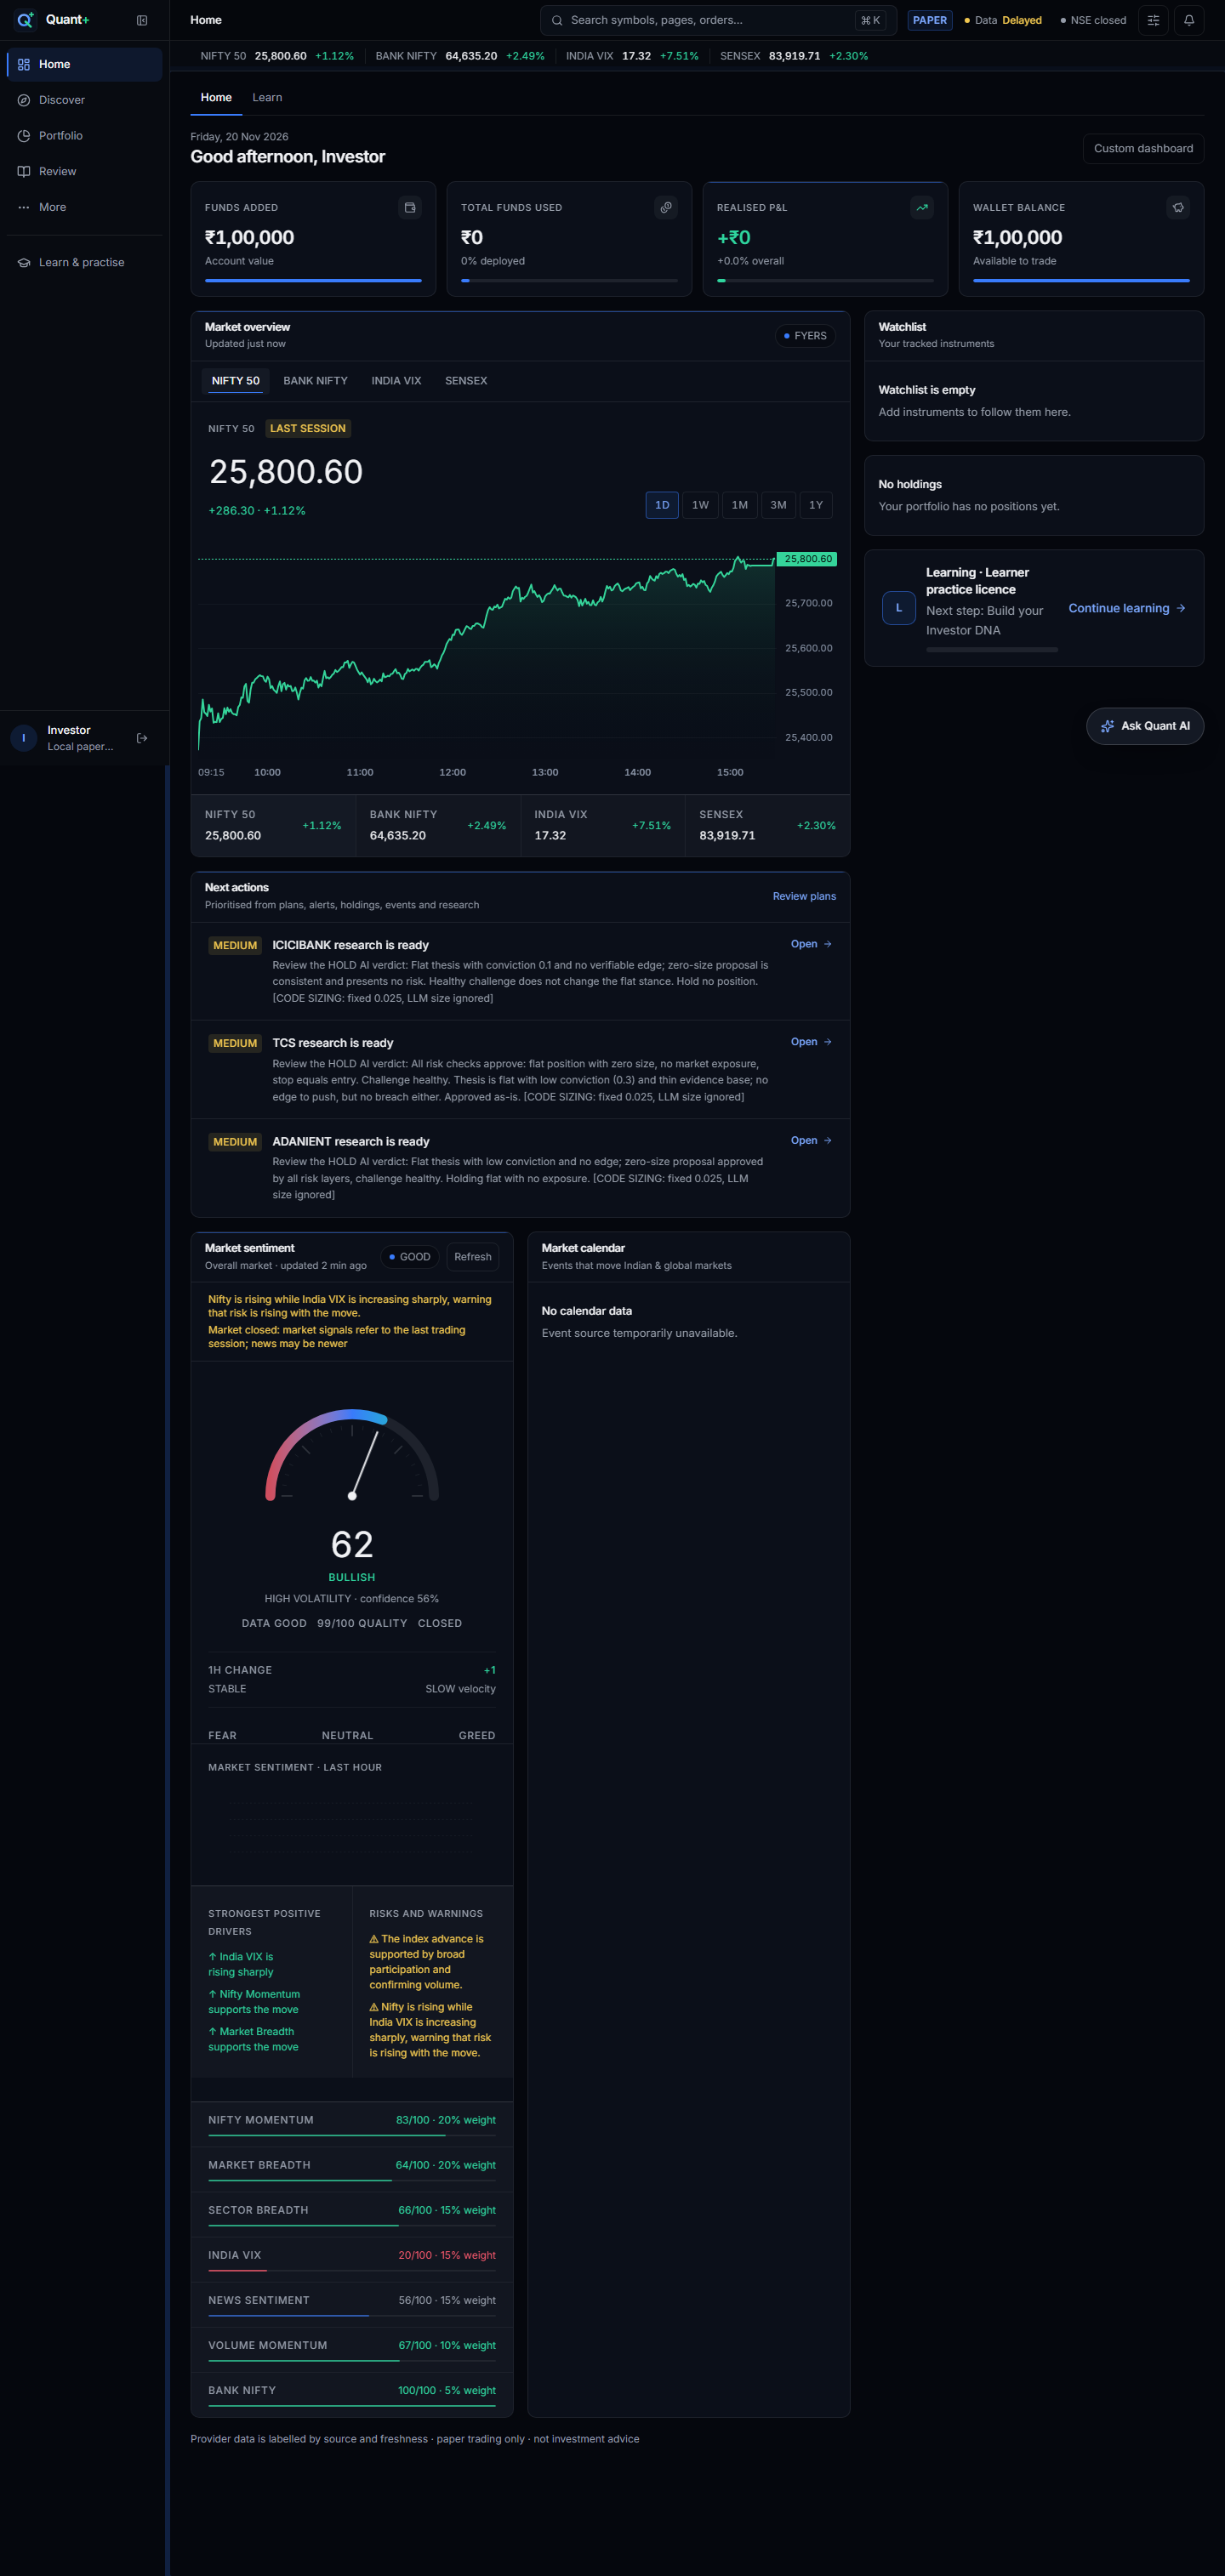 Quant+
Home
Search symbols, pages, orders...
⌘ K
PAPER
Data Delayed
NSE closed
Home
Discover
Portfolio
Review
More
Learn & practise
Investor
Local paper...
NIFTY 50 25,800.60 +1.12%
BANK NIFTY 64,635.20 +2.49%
INDIA VIX 17.32 +7.51%
SENSEX 83,919.71 +2.30%
Home
Learn
Friday, 20 Nov 2026
Good afternoon, Investor
Custom dashboard
FUNDS ADDED
₹1,00,000
Account value
TOTAL FUNDS USED
₹0
0% deployed
REALISED P&L
+₹0
+0.0% overall
WALLET BALANCE
₹1,00,000
Available to trade
Market overview
Updated just now
FYERS
NIFTY 50
BANK NIFTY
INDIA VIX
SENSEX
NIFTY 50 LAST SESSION
25,800.60
+286.30 · +1.12%
1D
1W
1M
3M
1Y
25,800.60
25,700.00
25,600.00
25,500.00
25,400.00
09:15
10:00
11:00
12:00
13:00
14:00
15:00
NIFTY 50
25,800.60
+1.12%
BANK NIFTY
64,635.20
+2.49%
INDIA VIX
17.32
+7.51%
SENSEX
83,919.71
+2.30%
Watchlist
Your tracked instruments
Watchlist is empty
Add instruments to follow them here.
No holdings
Your portfolio has no positions yet.
L
Learning · Learner
practice licence
Next step: Build your
Investor DNA
Continue learning →
Ask Quant AI
Next actions
Prioritised from plans, alerts, holdings, events and research
Review plans
MEDIUM
ICICIBANK research is ready
Review the HOLD AI verdict: Flat thesis with conviction 0.1 and no verifiable edge; zero-size proposal is
consistent and presents no risk. Healthy challenge does not change the flat stance. Hold no position.
[CODE SIZING: fixed 0.025, LLM size ignored]
Open →
MEDIUM
TCS research is ready
Review the HOLD AI verdict: All risk checks approve: flat position with zero size, no market exposure,
stop equals entry. Challenge healthy. Thesis is flat with low conviction (0.3) and thin evidence base; no
edge to push, but no breach either. Approved as-is. [CODE SIZING: fixed 0.025, LLM size ignored]
Open →
MEDIUM
ADANIENT research is ready
Review the HOLD AI verdict: Flat thesis with low conviction and no edge; zero-size proposal approved
by all risk layers, challenge healthy. Holding flat with no exposure. [CODE SIZING: fixed 0.025, LLM
size ignored]
Open →
Market sentiment
Overall market · updated 2 min ago
GOOD
Refresh
Nifty is rising while India VIX is increasing sharply, warning
that risk is rising with the move.
Market closed: market signals refer to the last trading
session; news may be newer
62
BULLISH
HIGH VOLATILITY · confidence 56%
DATA GOOD 99/100 QUALITY CLOSED
1H CHANGE
+1
STABLE
SLOW velocity
FEAR
NEUTRAL
GREED
MARKET SENTIMENT · LAST HOUR
STRONGEST POSITIVE
DRIVERS
↑ India VIX is
rising sharply
↑ Nifty Momentum
supports the move
↑ Market Breadth
supports the move
RISKS AND WARNINGS
⚠ The index advance is
supported by broad
participation and
confirming volume.
⚠ Nifty is rising while
India VIX is increasing
sharply, warning that risk
is rising with the move.
NIFTY MOMENTUM
83/100 · 20% weight
MARKET BREADTH
64/100 · 20% weight
SECTOR BREADTH
66/100 · 15% weight
INDIA VIX
20/100 · 15% weight
NEWS SENTIMENT
56/100 · 15% weight
VOLUME MOMENTUM
67/100 · 10% weight
BANK NIFTY
100/100 · 5% weight
Market calendar
Events that move Indian & global markets
No calendar data
Event source temporarily unavailable.
Provider data is labelled by source and freshness · paper trading only · not investment advice